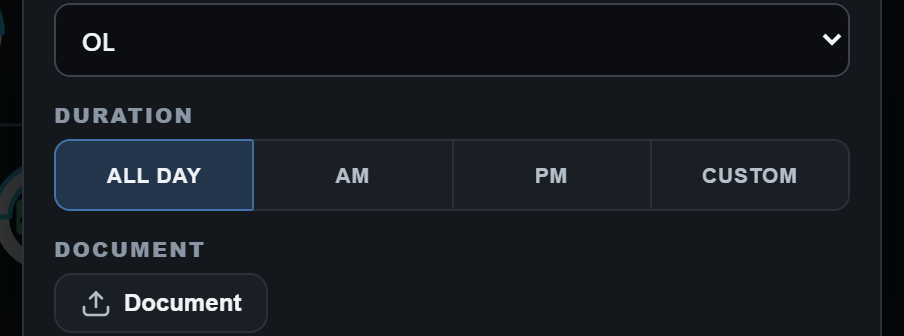 OL
DURATION
ALL DAY AM PM CUSTOM
DOCUMENT
Document